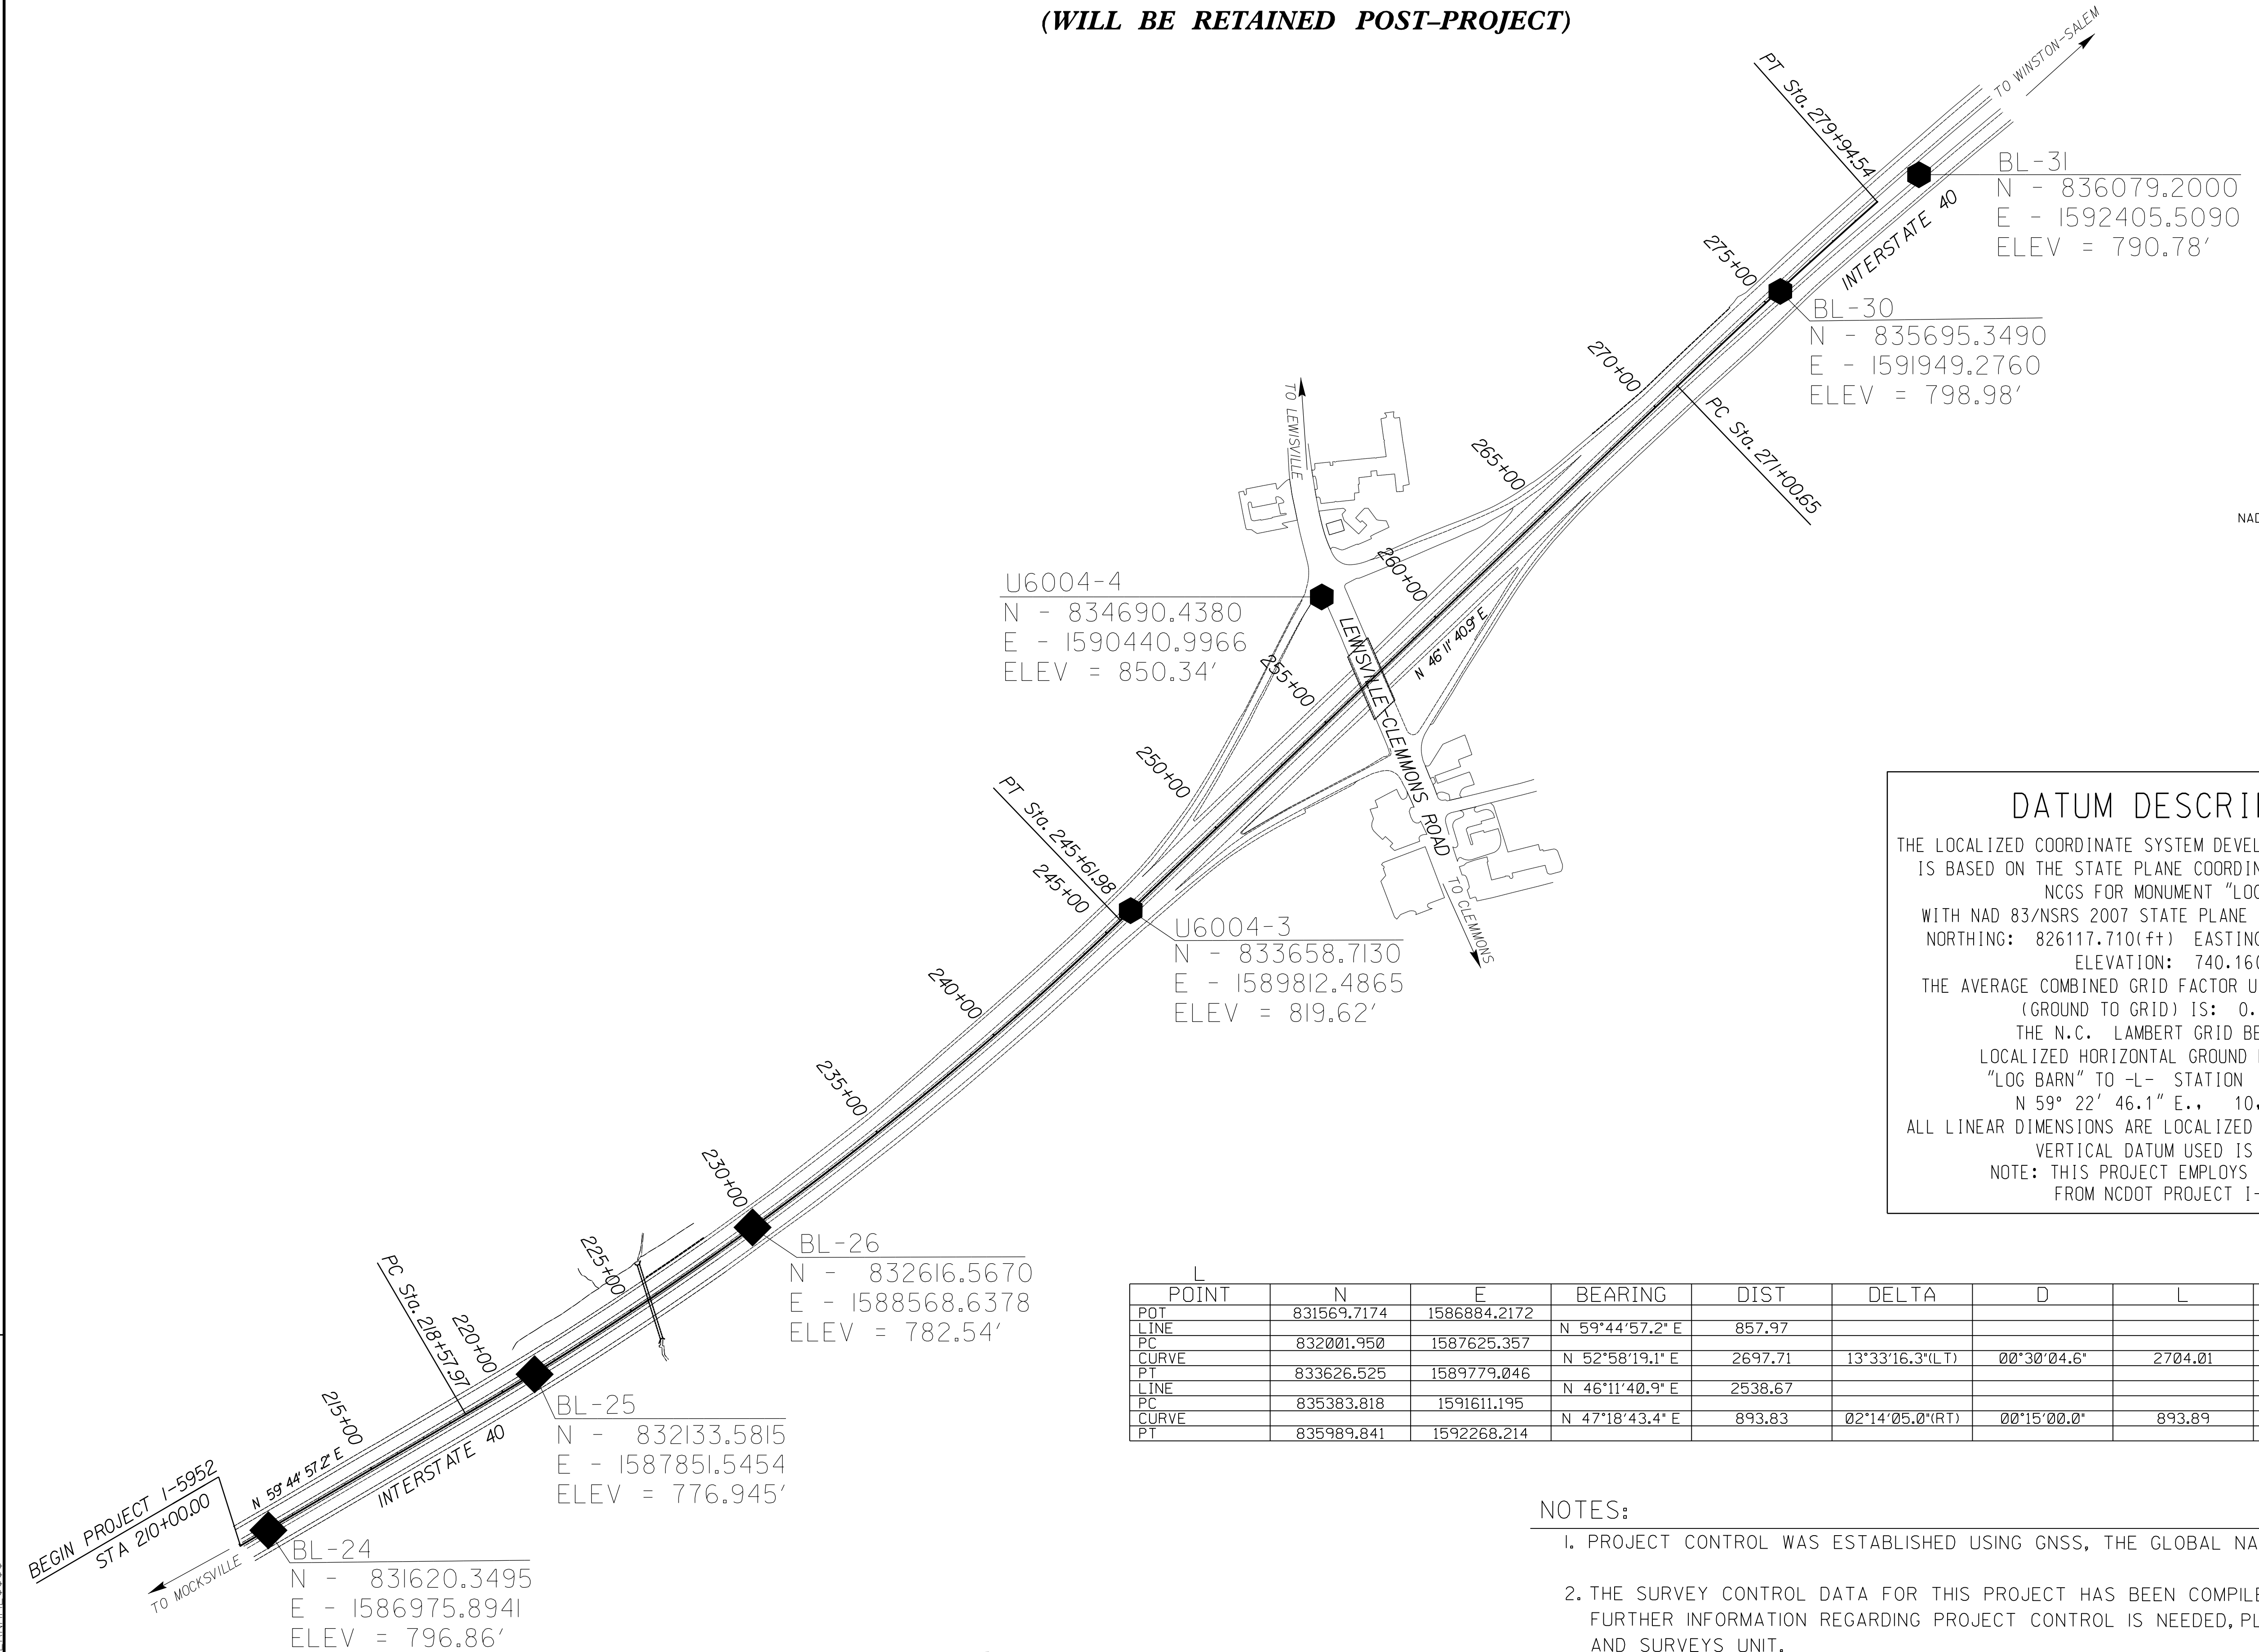 (WILL BE RETAINED POST–PROJECT)
TO WINSTON-SALEM
PT Sta. 279+94.54
BL-31
N - 836079.2000
E - 1592405.5090
ELEV = 790.78'
INTERSTATE 40
275+00
BL-30
N - 835695.3490
E - 1591949.2760
ELEV = 798.98'
270+00
PC Sta. 271+00.65
TO LEWISVILLE
265+00
NAD
260+00
U6004-4
N - 834690.4380
E - 1590440.9966
ELEV = 850.34'
N 46° 11' 40.9" E
LEWISVILLE-CLEMMONS ROAD
255+00
250+00
PT Sta. 245+61.98
245+00
TO CLEMMONS
U6004-3
N - 833658.7130
E - 1589812.4865
ELEV = 819.62'
240+00
235+00
230+00
BL-26
N - 832616.5670
E - 1588568.6378
ELEV = 782.54'
225+00
PC Sta. 218+57.97
220+00
BL-25
N - 832133.5815
E - 1587851.5454
ELEV = 776.945'
215+00
N 59° 44' 57.2" E
INTERSTATE 40
BEGIN PROJECT I-5952
STA 210+00.00
TO MOCKSVILLE
BL-24
N - 831620.3495
E - 1586975.8941
ELEV = 796.86'
DATUM DESCRI
THE LOCALIZED COORDINATE SYSTEM DEVEL
IS BASED ON THE STATE PLANE COORDIN
NCGS FOR MONUMENT "LOG
WITH NAD 83/NSRS 2007 STATE PLANE
NORTHING: 826117.710(ft) EASTING
ELEVATION: 740.16(
THE AVERAGE COMBINED GRID FACTOR U
(GROUND TO GRID) IS: 0.
THE N.C. LAMBERT GRID BE
LOCALIZED HORIZONTAL GROUND
"LOG BARN" TO -L- STATION
N 59° 22' 46.1" E., 10,
ALL LINEAR DIMENSIONS ARE LOCALIZED
VERTICAL DATUM USED IS
NOTE: THIS PROJECT EMPLOYS
FROM NCDOT PROJECT I-
L
POINT N E BEARING DIST DELTA D L
POT 831569.7174 1586884.2172
LINE N 59°44'57.2" E 857.97
PC 832001.950 1587625.357
CURVE N 52°58'19.1" E 2697.71 13°33'16.3"(LT) 00°30'04.6" 2704.01
PT 833626.525 1589779.046
LINE N 46°11'40.9" E 2538.67
PC 835383.818 1591611.195
CURVE N 47°18'43.4" E 893.83 02°14'05.0"(RT) 00°15'00.0" 893.89
PT 835989.841 1592268.214
NOTES:
1. PROJECT CONTROL WAS ESTABLISHED USING GNSS, THE GLOBAL NA
2. THE SURVEY CONTROL DATA FOR THIS PROJECT HAS BEEN COMPILE
FURTHER INFORMATION REGARDING PROJECT CONTROL IS NEEDED, PL
AND SURVEYS UNIT.